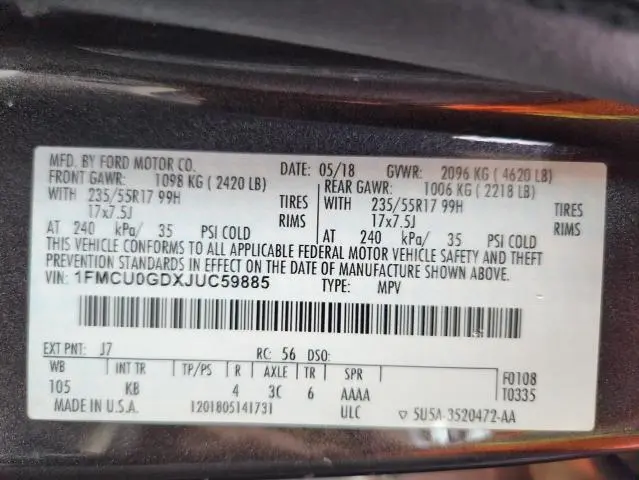 MFD. BY FORD MOTOR CO. DATE: 05/18 GVWR: 2096 KG (4620 LB)
FRONT GAWR: 1098 KG (2420 LB) REAR GAWR: 1006 KG (2218 LB)
WITH 235/55R17 99H TIRES WITH 235/55R17 99H TIRES
17x7.5J RIMS 17x7.5J RIMS
AT 240 kPa/ 35 PSI COLD AT 240 kPa/ 35 PSI COLD
THIS VEHICLE CONFORMS TO ALL APPLICABLE FEDERAL MOTOR VEHICLE SAFETY AND THEFT
PREVENTION STANDARDS IN EFFECT ON THE DATE OF MANUFACTURE SHOWN ABOVE.
VIN: 1FMCU0GDXJUC59885 TYPE: MPV
EXT PNT: J7 RC: 56 DSO:
WB INT TR TP/PS R AXLE TR SPR F0108
105 KB 4 3C 6 AAAA T0335
MADE IN U.S.A. 1201805141731 ULC ▽ 5U5A-3520472-AA